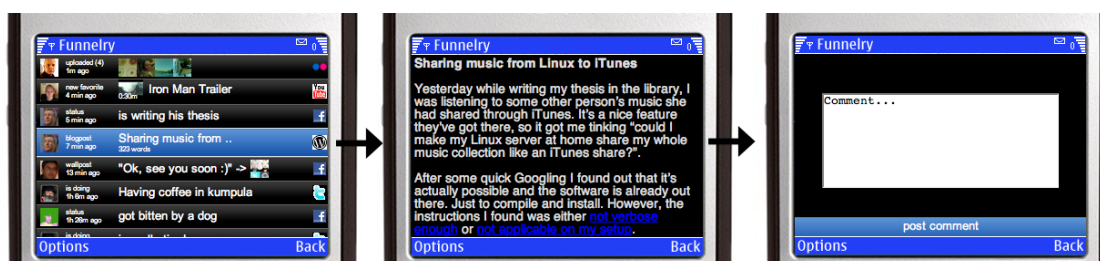 Funnelry
uploaded (4)
1m ago
new favorite
4 min ago
0:30m
Iron Man Trailer
You
Tube
status
5 min ago
is writing his thesis
f
blogpost
7 min ago
Sharing music from ..
323 words
wallpost
13 min ago
"Ok, see you soon :)" ->
f
is doing
1h 6m ago
Having coffee in kumpula
status
1h 28m ago
got bitten by a dog
f
is doing
Options
Back
Funnelry
Sharing music from Linux to iTunes
Yesterday while writing my thesis in the library, I
was listening to some other person's music she
had shared through iTunes. It's a nice feature
they've got there, so it got me tinking "could I
make my Linux server at home share my whole
music collection like an iTunes share?".
After some quick Googling I found out that it's
actually possible and the software is already out
there. Just to compile and install. However, the
instructions I found was either not verbose
enough or not applicable on my setup.
Options
Back
Funnelry
Comment...
post comment
Options
Back